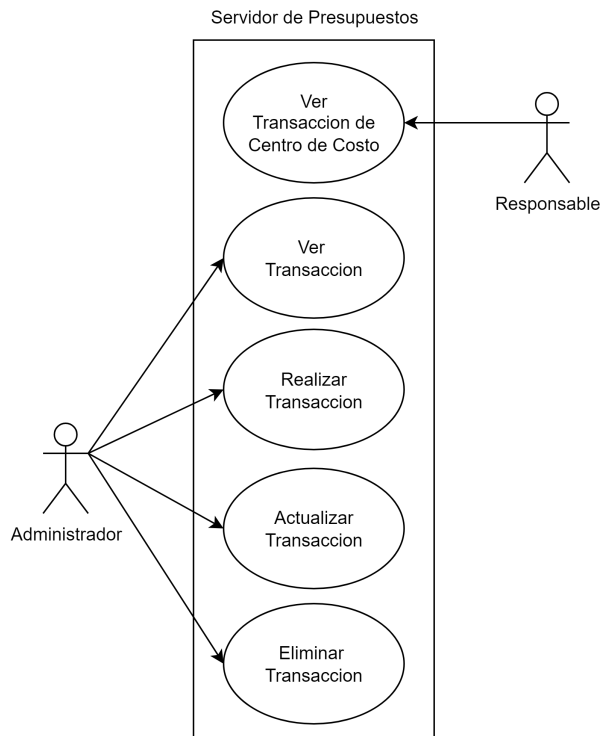 Servidor de Presupuestos
Ver
Transaccion de
Centro de Costo
Responsable
Ver
Transaccion
Realizar
Transaccion
Administrador
Actualizar
Transaccion
Eliminar
Transaccion